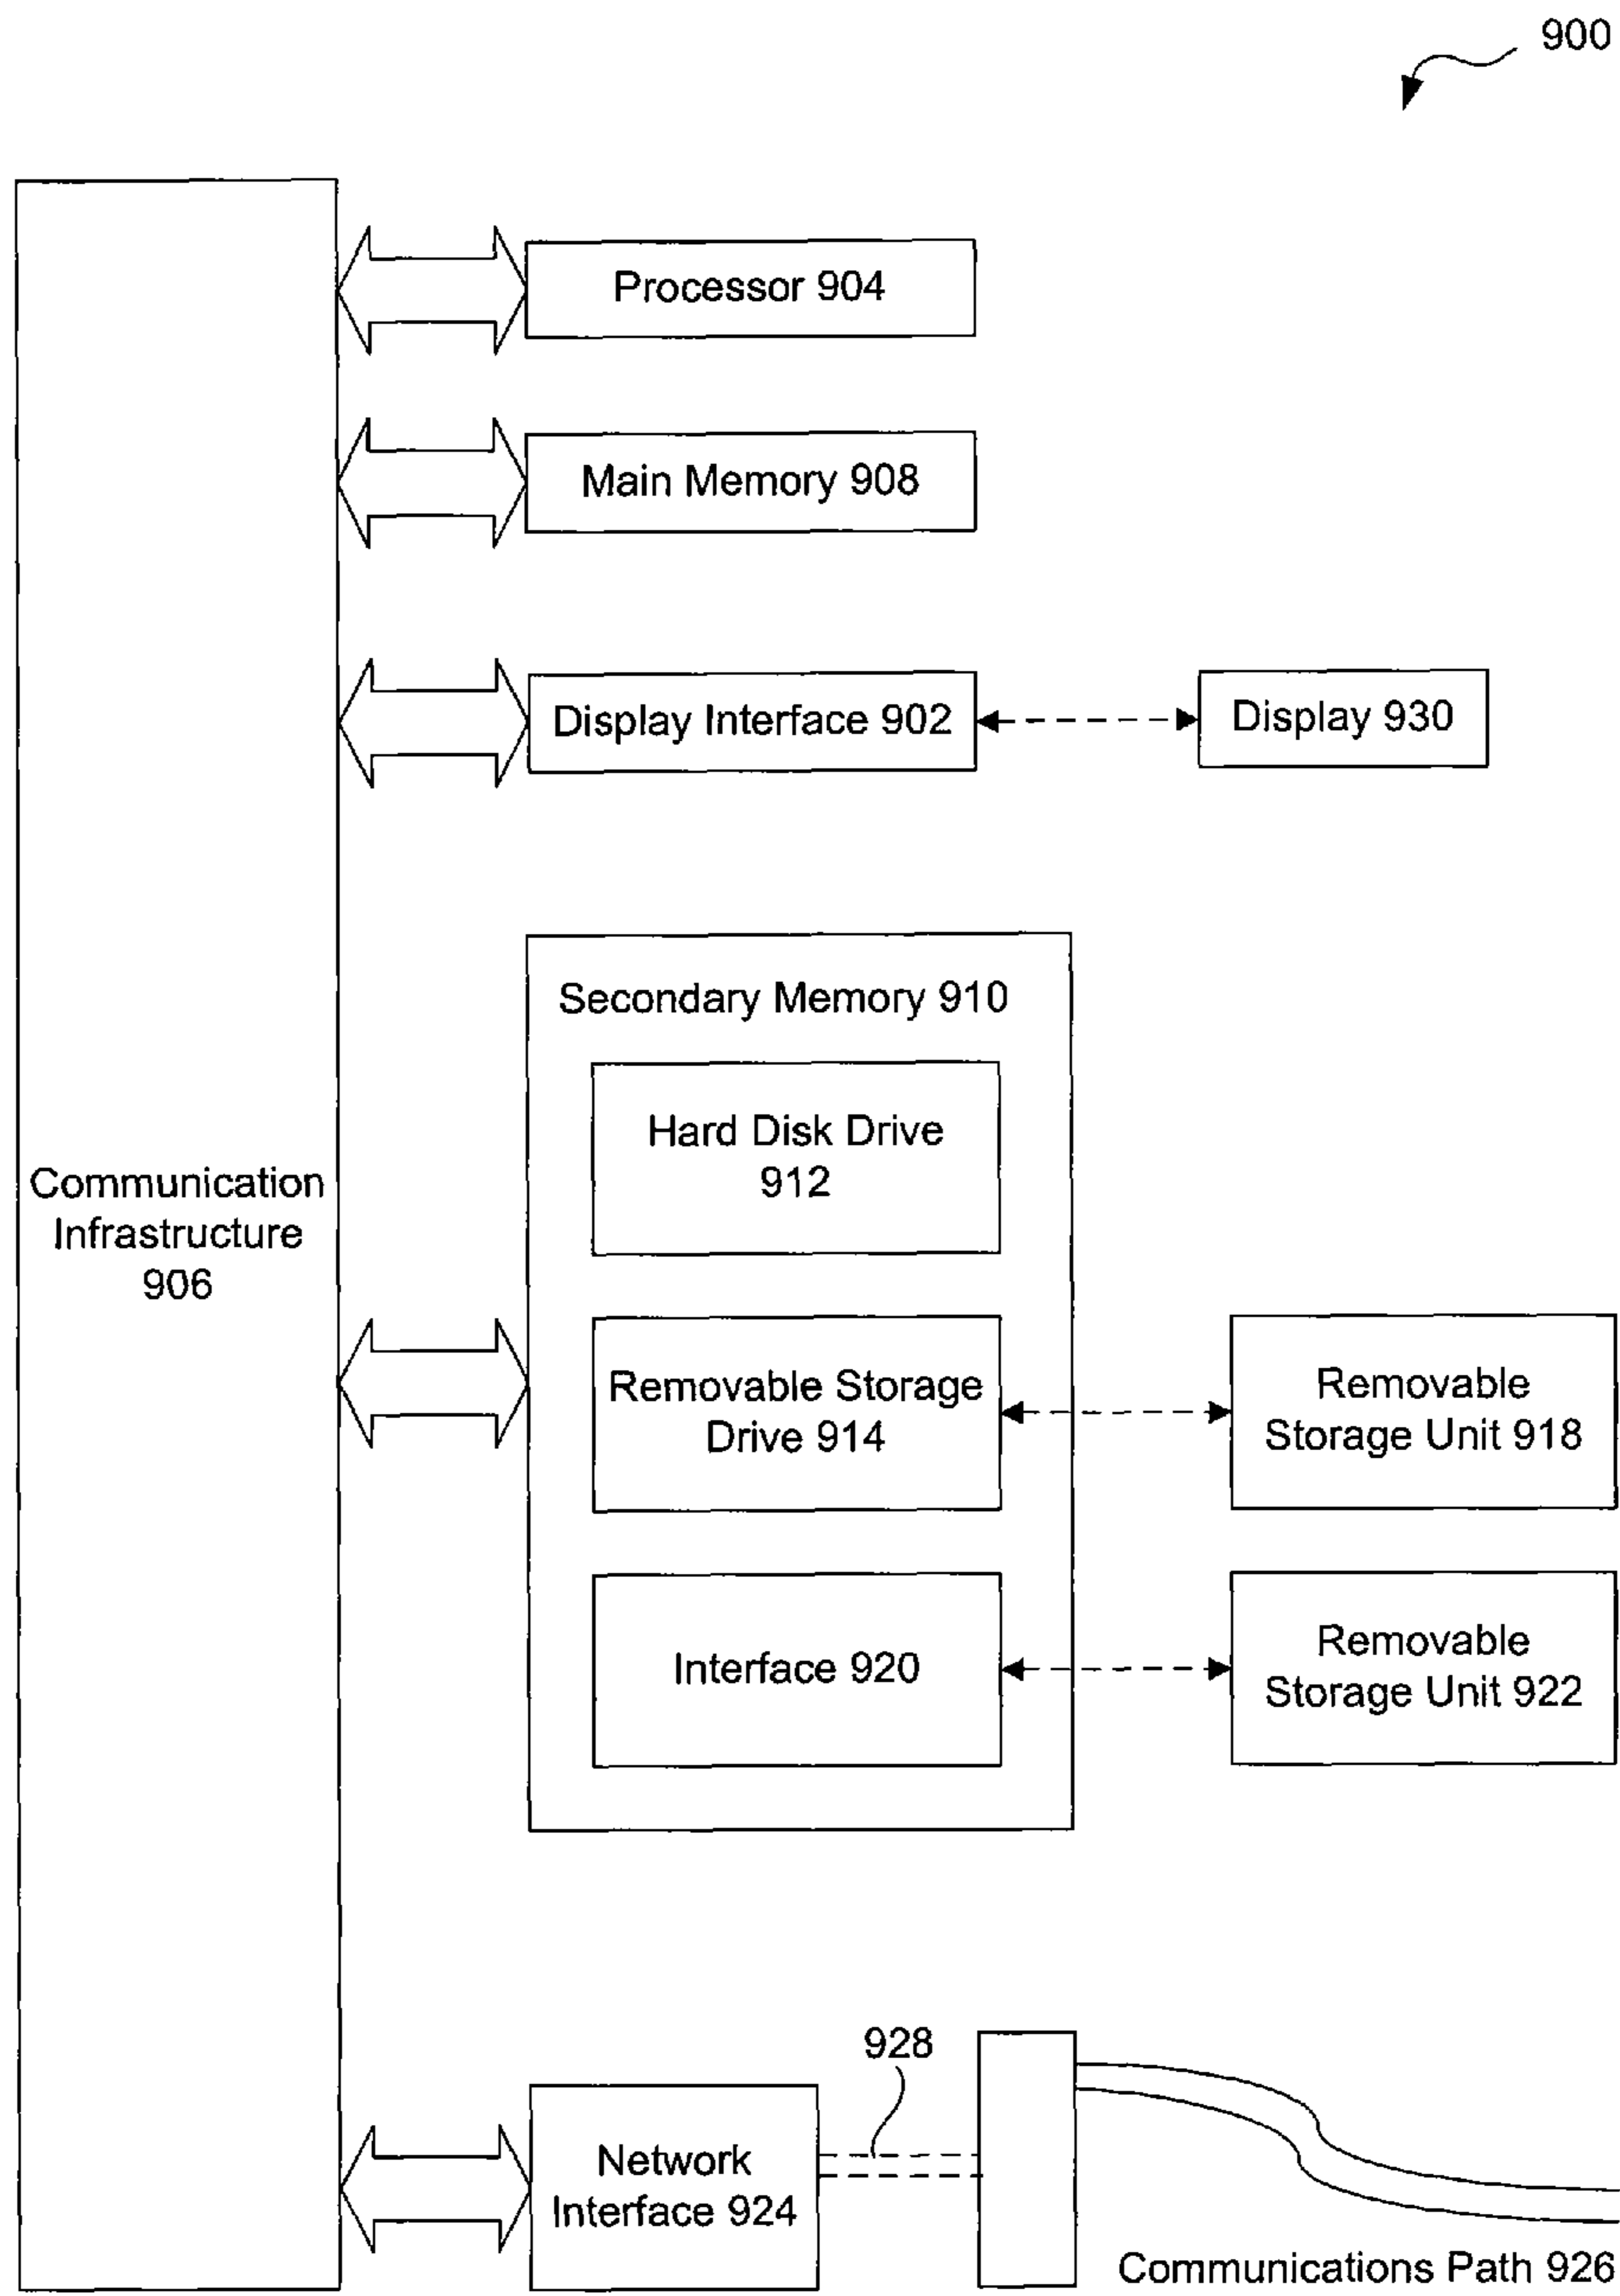 900
Processor 904
Main Memory 908
Display Interface 902
Display 930
Secondary Memory 910
Hard Disk Drive
912
Communication
Infrastructure
906
Removable Storage
Drive 914
Removable
Storage Unit 918
Interface 920
Removable
Storage Unit 922
928
Network
Interface 924
Communications Path 926